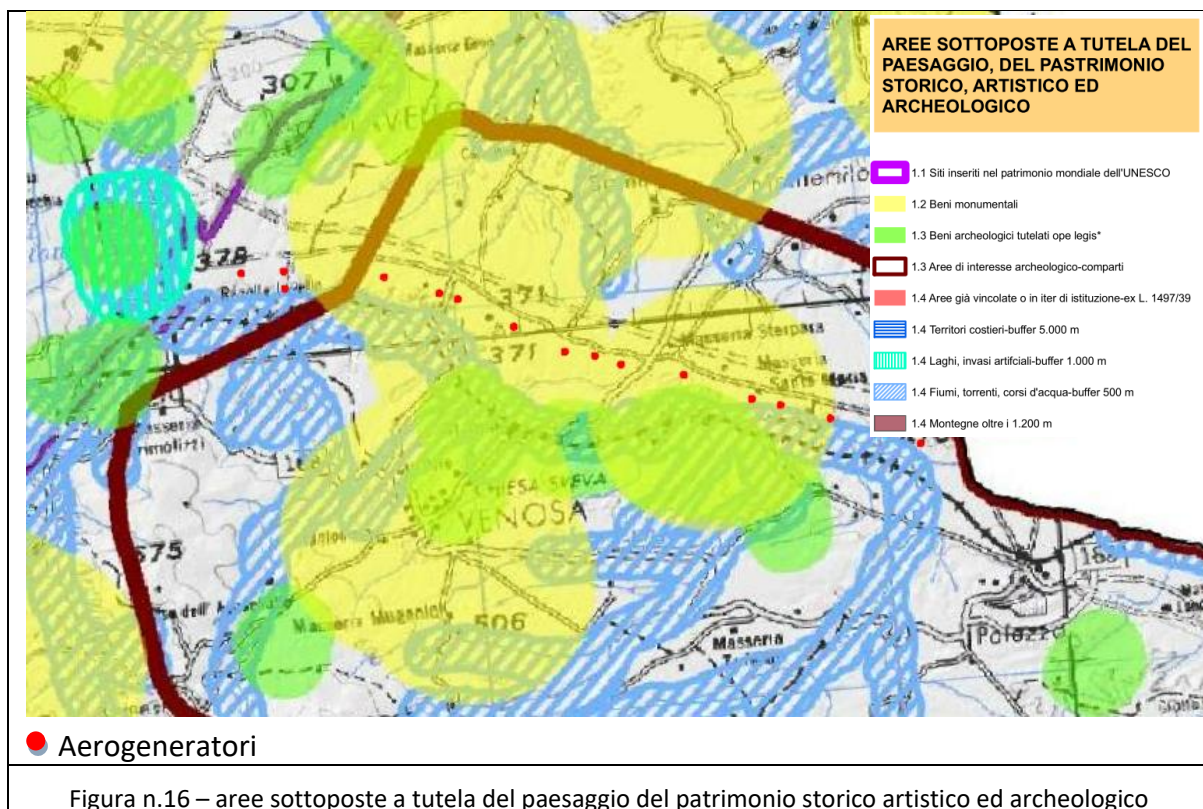 AREE SOTTOPOSTE A TUTELA DEL
PAESAGGIO, DEL PASTRIMONIO
STORICO, ARTISTICO ED
ARCHEOLOGICO
1.1 Siti inseriti nel patrimonio mondiale dell'UNESCO
1.2 Beni monumentali
1.3 Beni archeologici tutelati ope legis*
1.3 Aree di interesse archeologico-comparti
1.4 Aree già vincolate o in iter di istituzione-ex L. 1497/39
1.4 Territori costieri-buffer 5.000 m
1.4 Laghi, invasi artifciali-buffer 1.000 m
1.4 Fiumi, torrenti, corsi d'acqua-buffer 500 m
1.4 Montegne oltre i 1.200 m
307
378
371
371
Masseria Sterpara
Masseria
VENOSA
675
506
Masseria
Palazzo
Aerogeneratori
Figura n.16 – aree sottoposte a tutela del paesaggio del patrimonio storico artistico ed archeologico